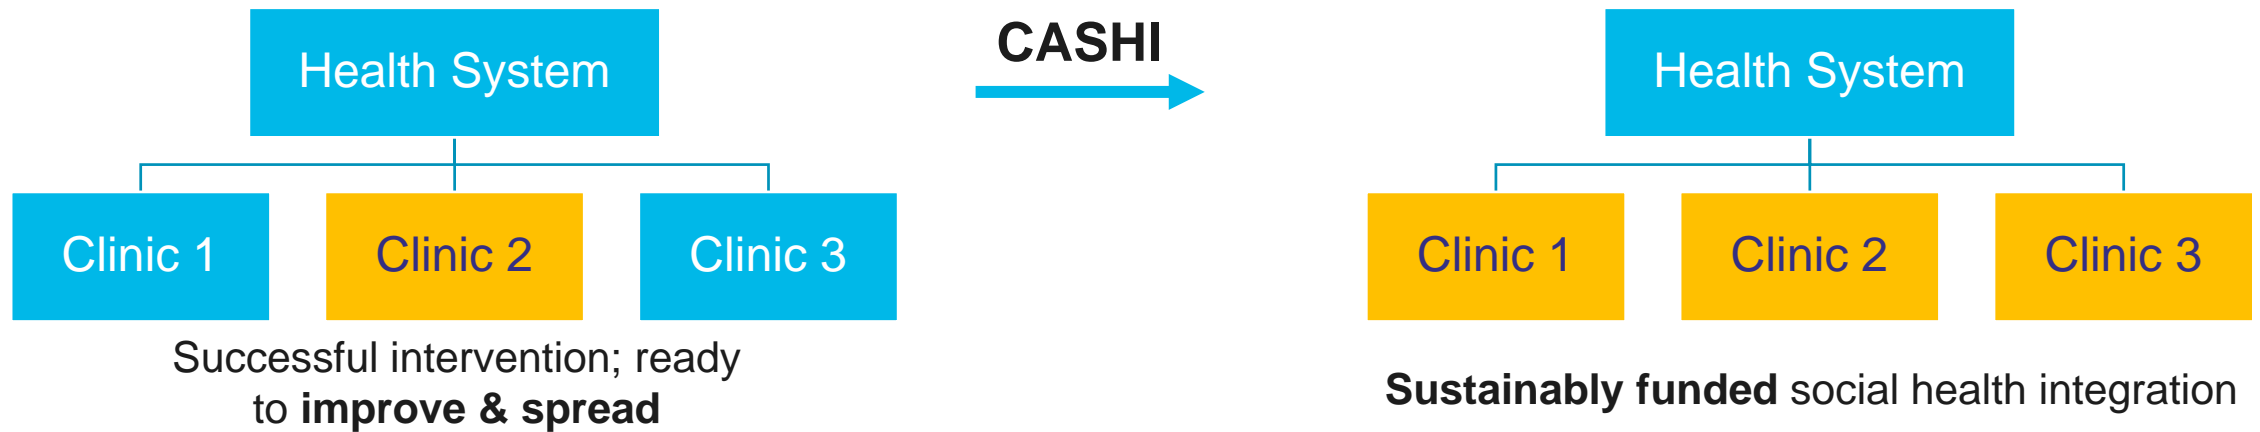 Health System
Clinic 1
Clinic 2
Clinic 3
Successful intervention; ready
to improve & spread
CASHI
Health System
Clinic 1
Clinic 2
Clinic 3
Sustainably funded social health integration